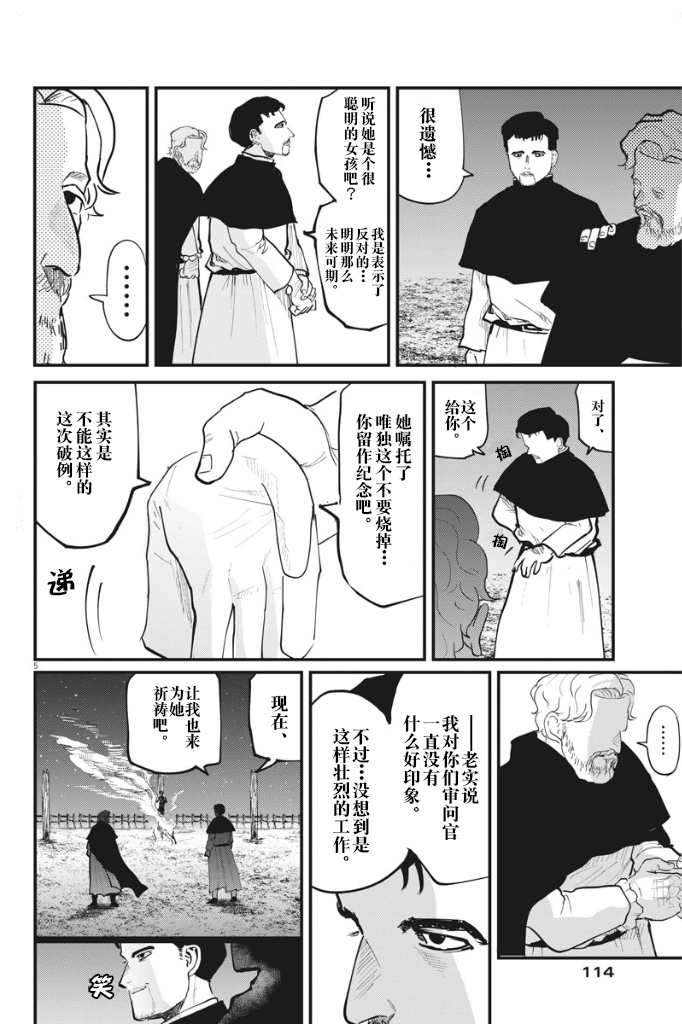 很遗憾…
听说她是个很
聪明的女孩吧？
我是表示了
反对的…
明明那么
未来可期。
……
对了、
这个
给你。
掏
掏
她嘱托了
唯独这个不要烧掉…
你留作纪念吧。
其实是
不能这样的
这次破例。
递
……
——老实说
我对你们审问官
一直没有
什么好印象。
不过…没想到是
这样壮烈的工作。
现在、
让我也来
为她
祈祷吧。
笑
5
114